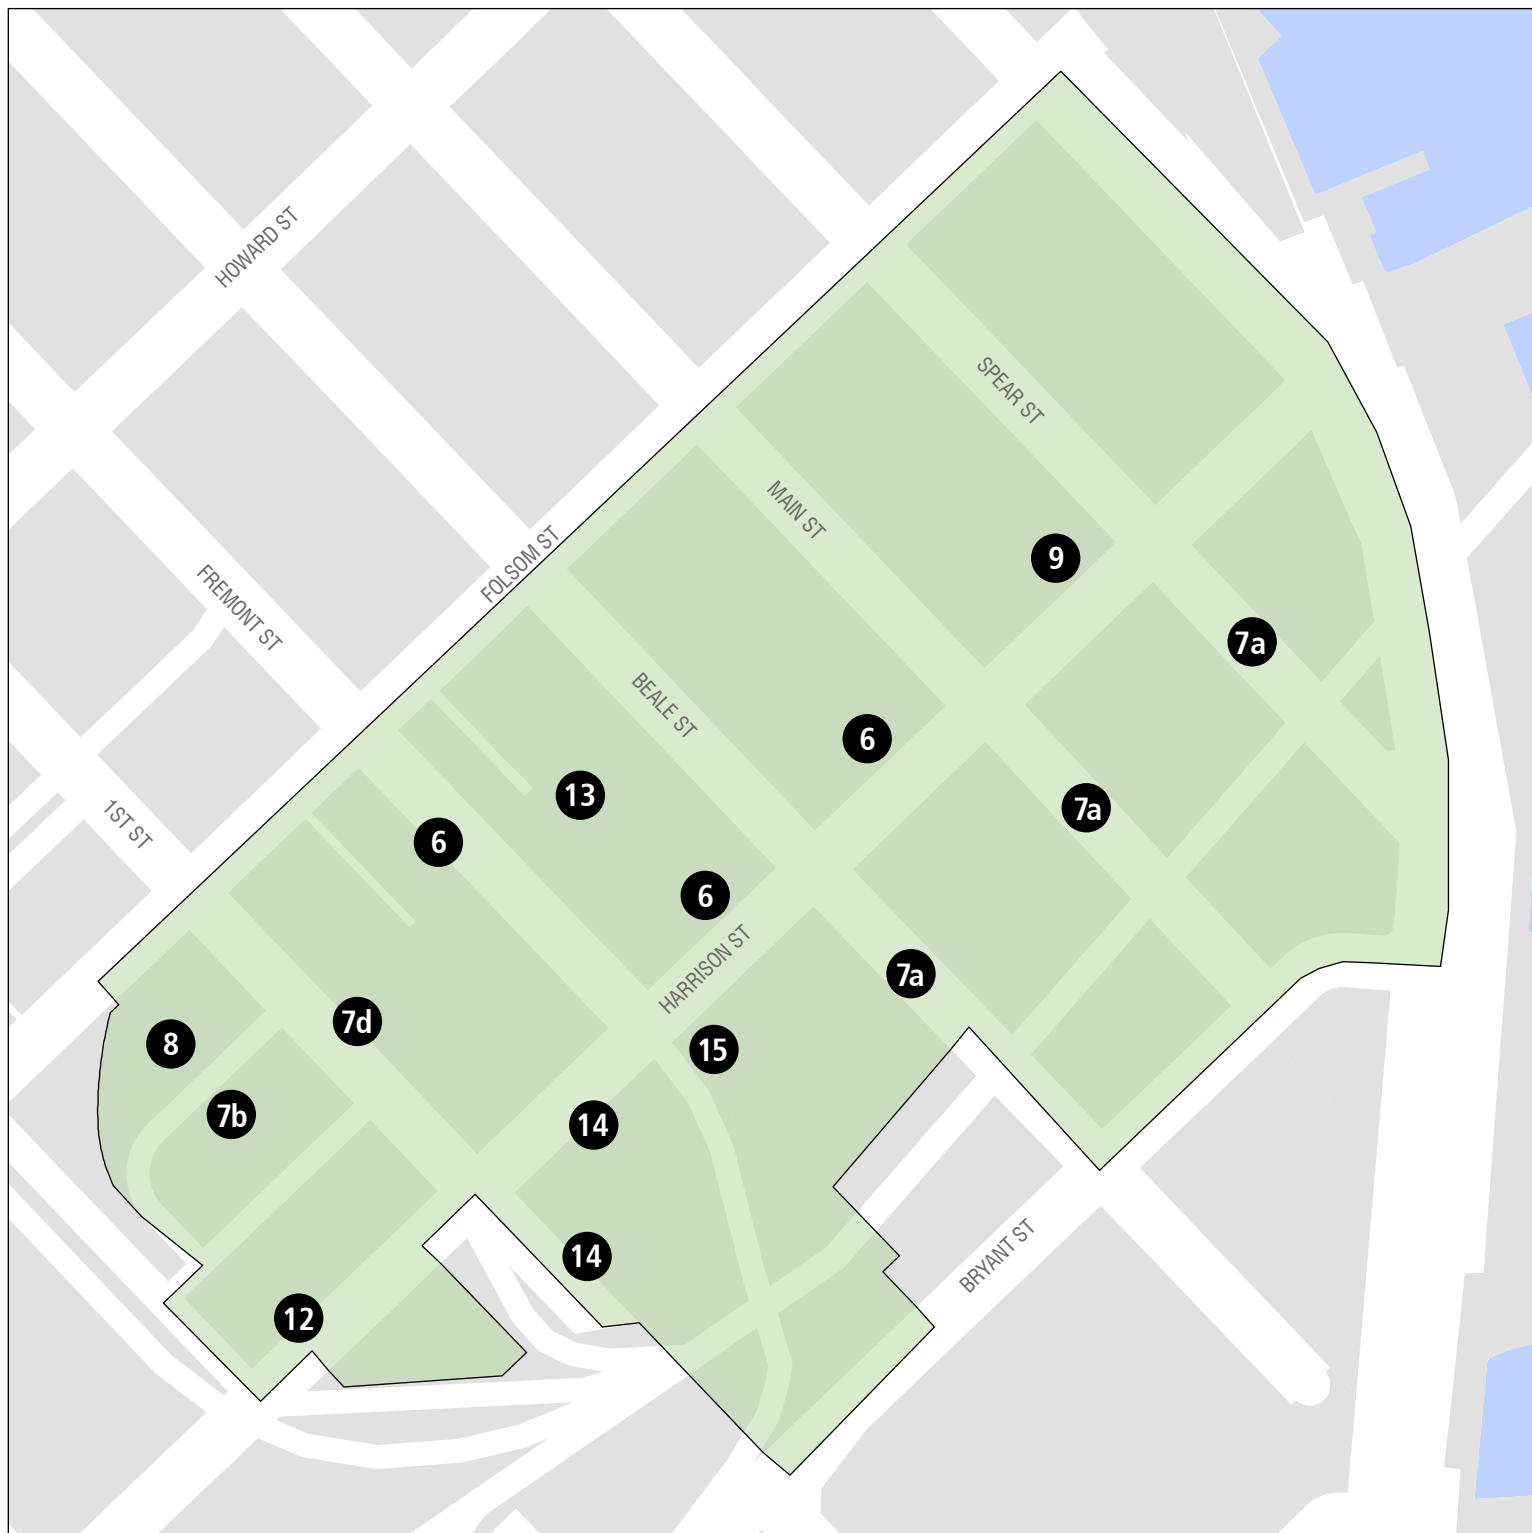 HOWARD ST
SPEAR ST
MAIN ST
FOLSOM ST
9
FREMONT ST
7a
BEALE ST
6
13
7a
1ST ST
6
6
HARRISON ST
7a
7d
8
15
7b
14
BRYANT ST
14
12